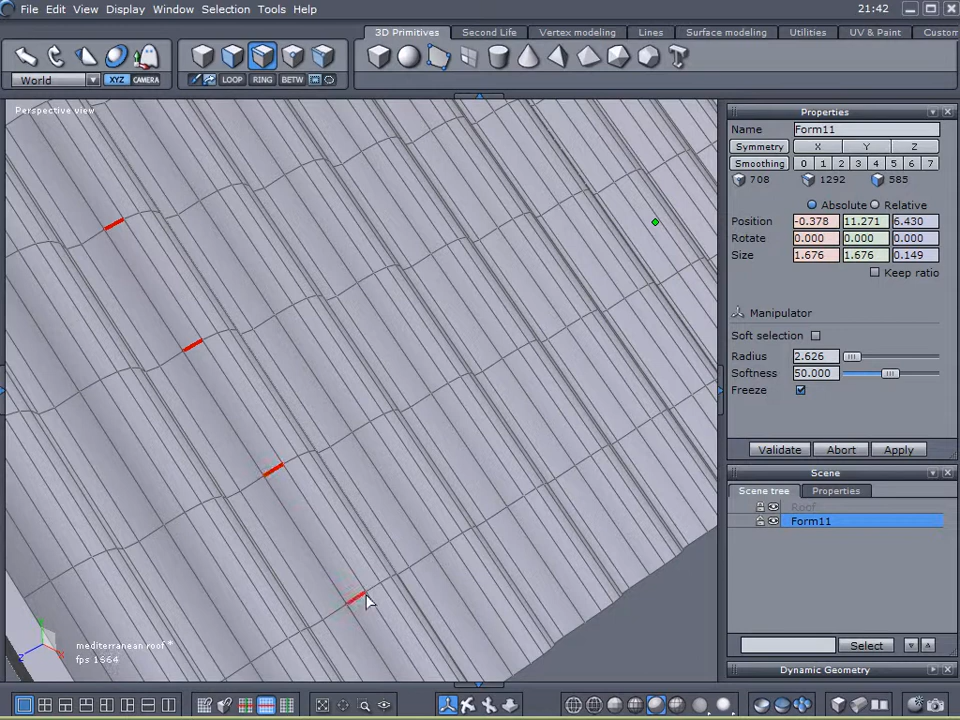 File Edit View Display Window Selection Tools Help 21:42
3D Primitives Second Life Vertex modeling Lines Surface modeling Utilities UV & Paint Custom
World XYZ CAMERA LOOP RING BETW
Perspective view
Properties
Name Form11
Symmetry X Y Z
Smoothing 0 1 2 3 4 5 6 7
708 1292 585
Absolute Relative
Position -0.378 11.271 6.430
Rotate 0.000 0.000 0.000
Size 1.676 1.676 0.149
Keep ratio
Manipulator
Soft selection
Radius 2.626
Softness 50.000
Freeze
Validate Abort Apply
Scene
Scene tree Properties
Roof
Form11
Select
Dynamic Geometry
mediterranean roof*
fps 1664